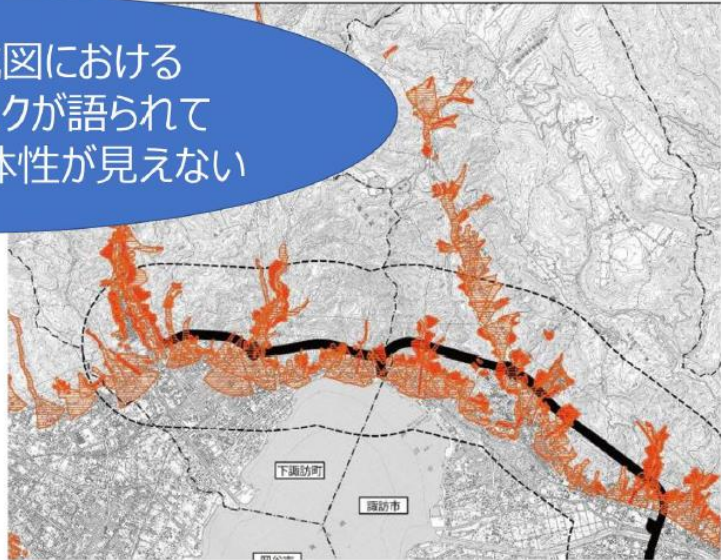 図における
クが語られて
本性が見えない
下諏訪町
諏訪市